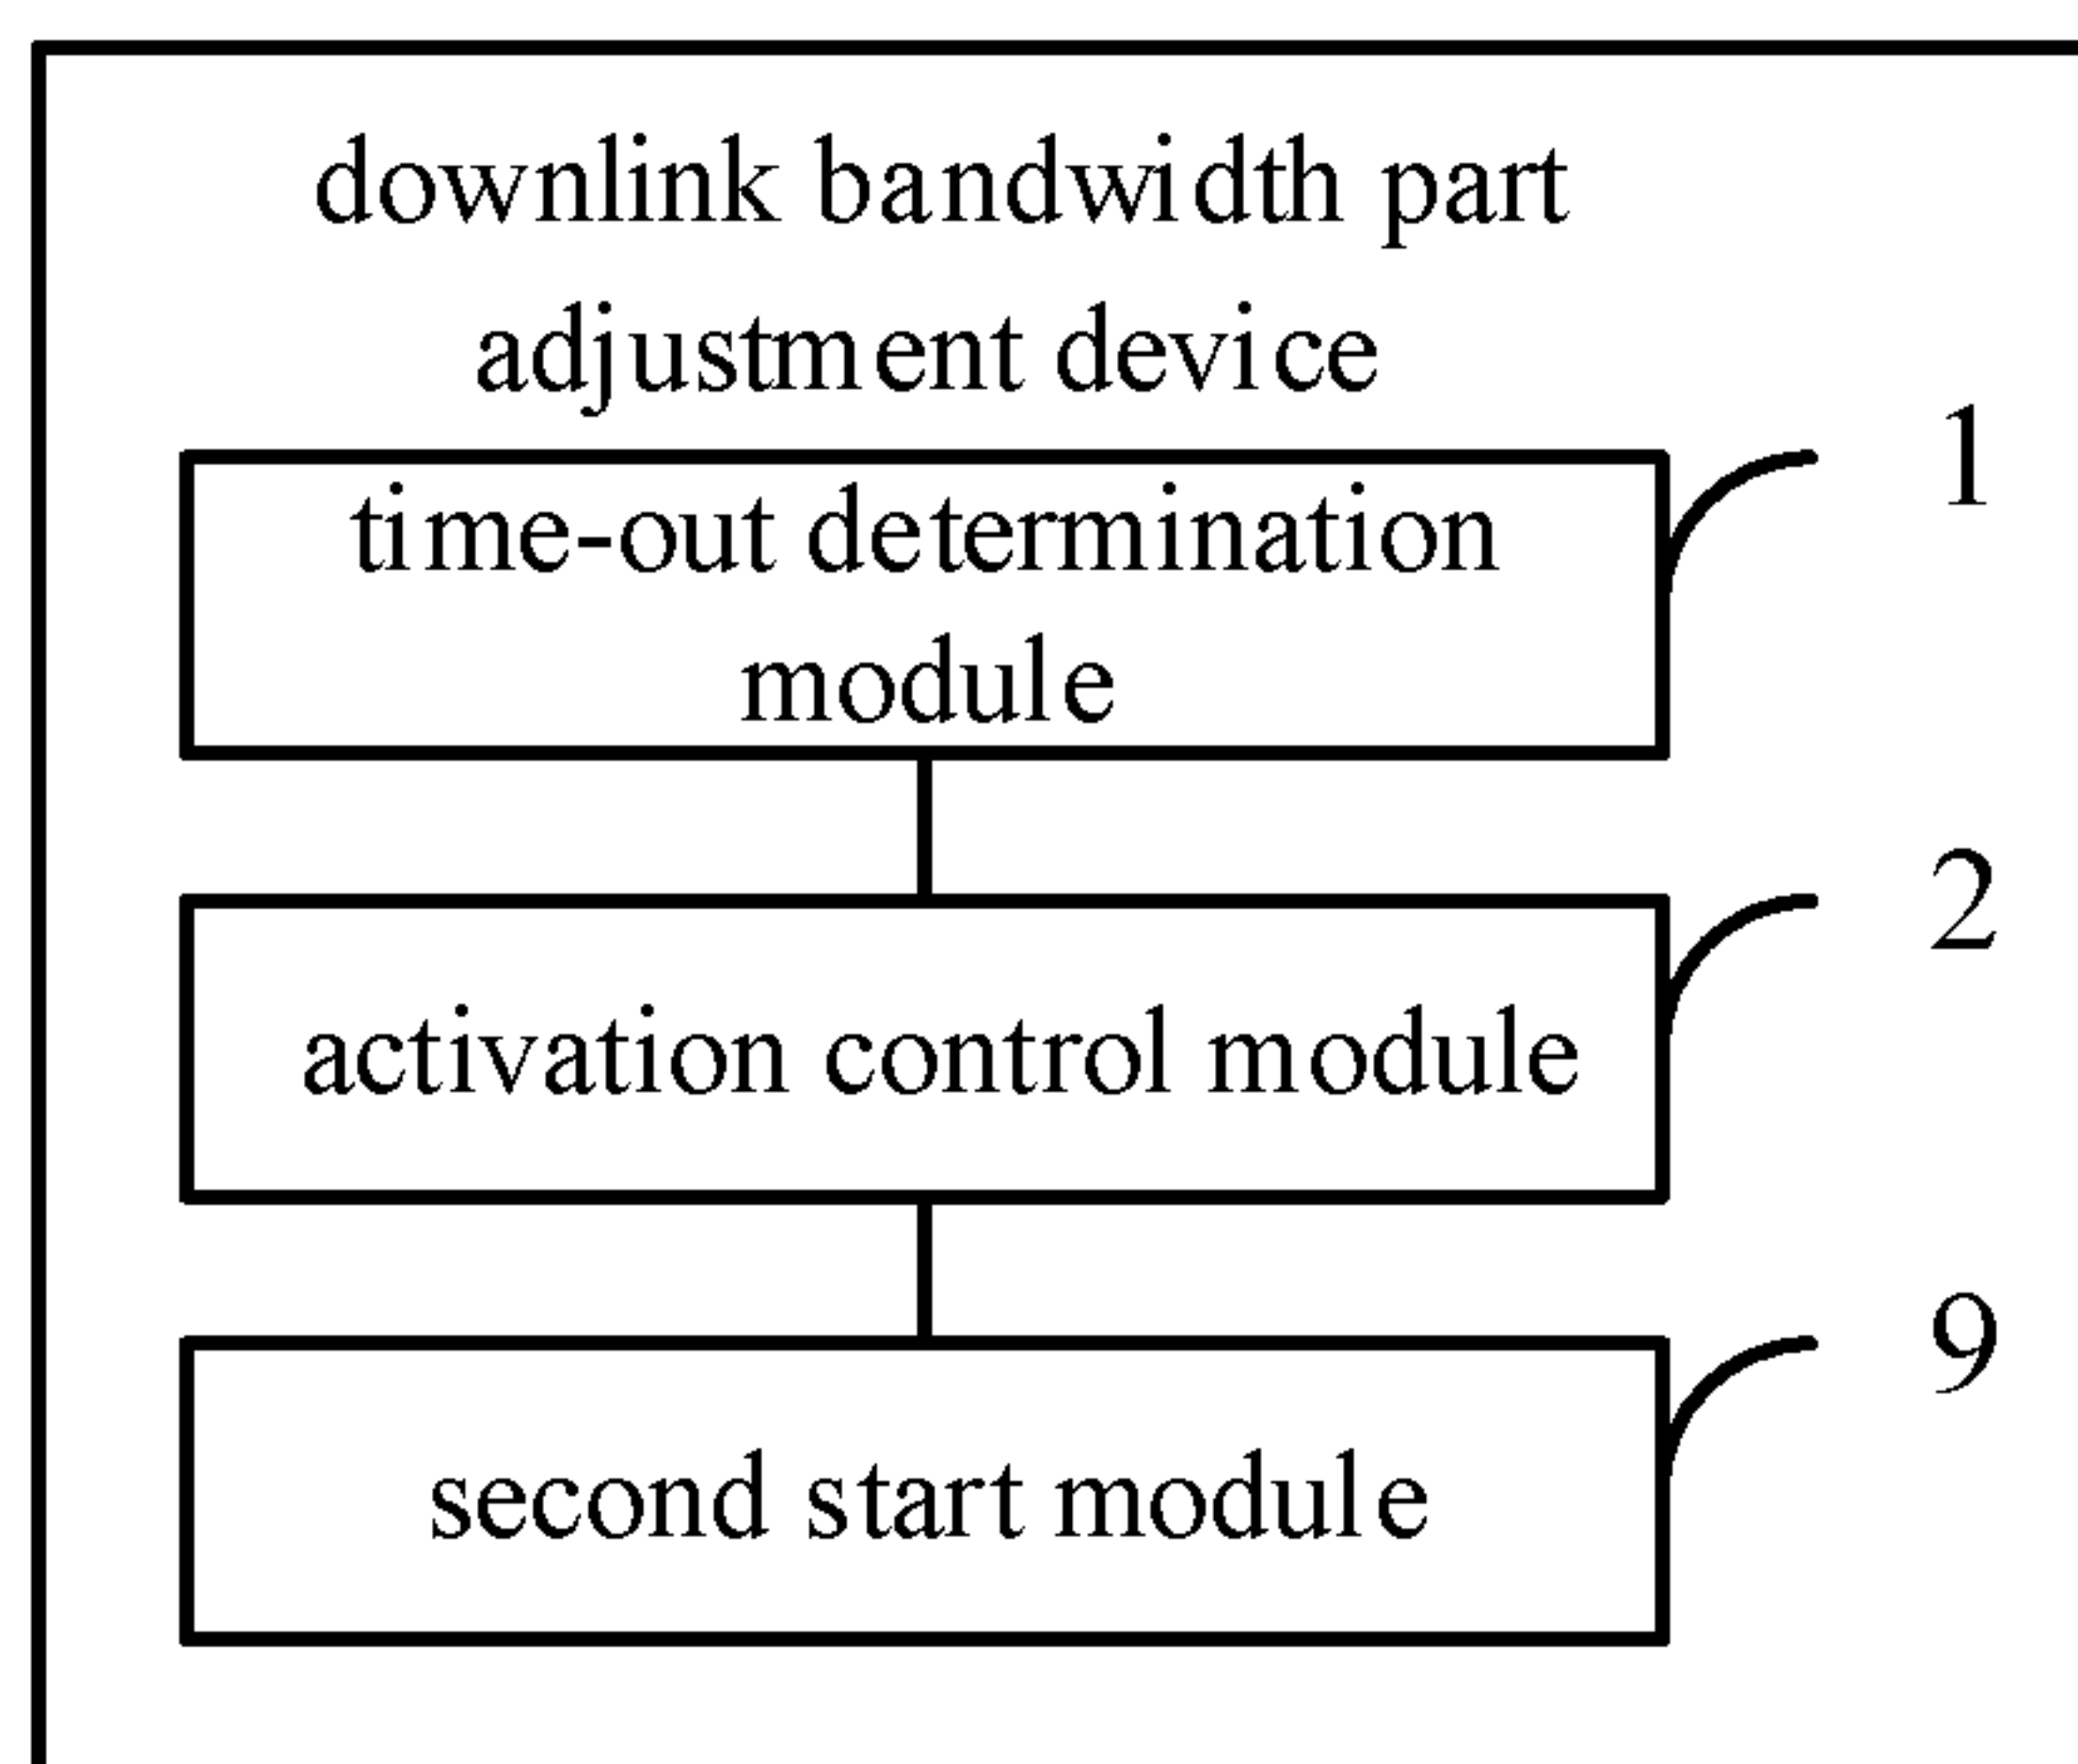 downlink bandwidth part
adjustment device
1
time-out determination
module
2
activation control module
9
second start module